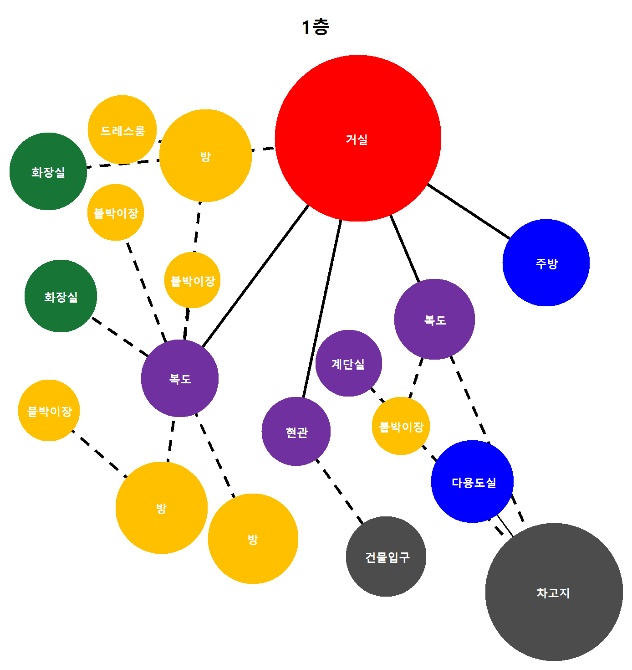 1층
거실
드레스룸
방
화장실
붙박이장
주방
붙박이장
화장실
복도
계단실
복도
붙박이장
붙박이장
현관
다용도실
방
방
건물입구
차고지